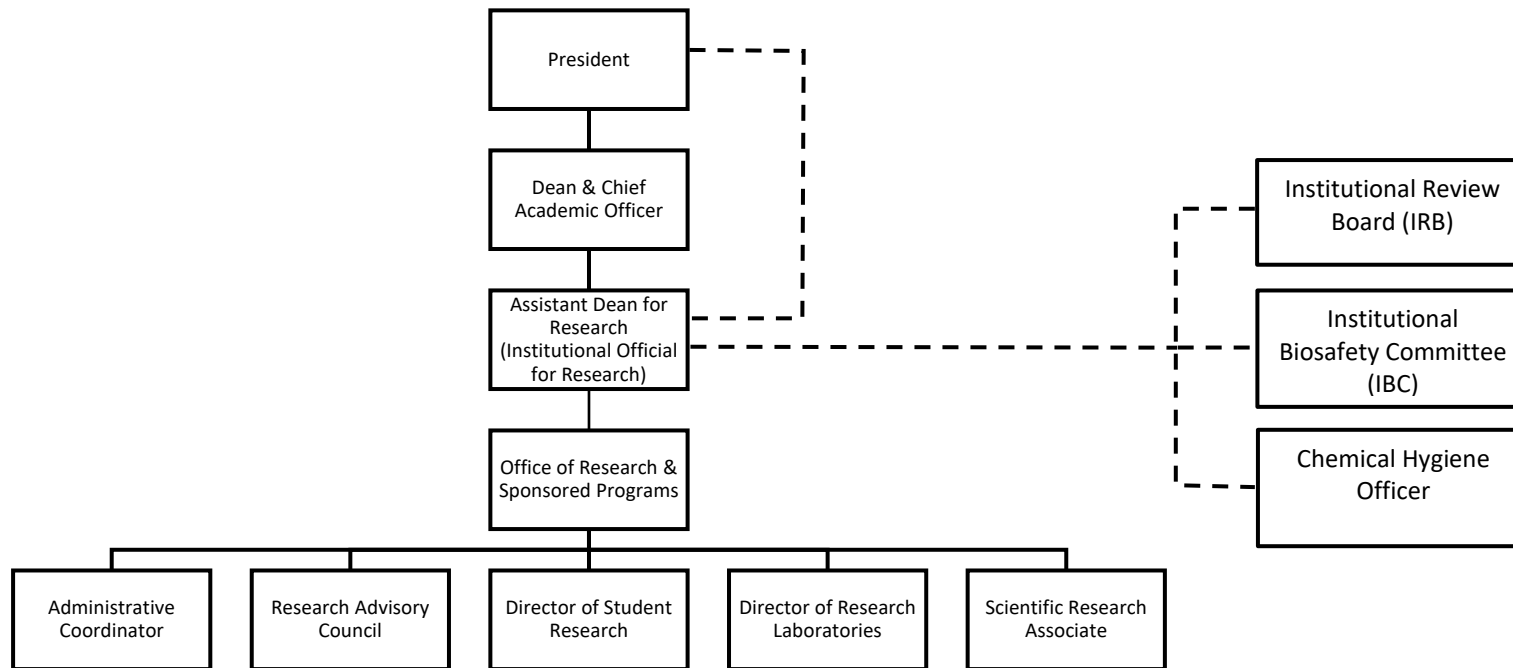 President
Dean & Chief
Academic Officer
Assistant Dean for
Research
(Institutional Official
for Research)
Office of Research &
Sponsored Programs
Administrative
Coordinator
Research Advisory
Council
Director of Student
Research
Director of Research
Laboratories
Scientific Research
Associate
Institutional Review
Board (IRB)
Institutional
Biosafety Committee
(IBC)
Chemical Hygiene
Officer